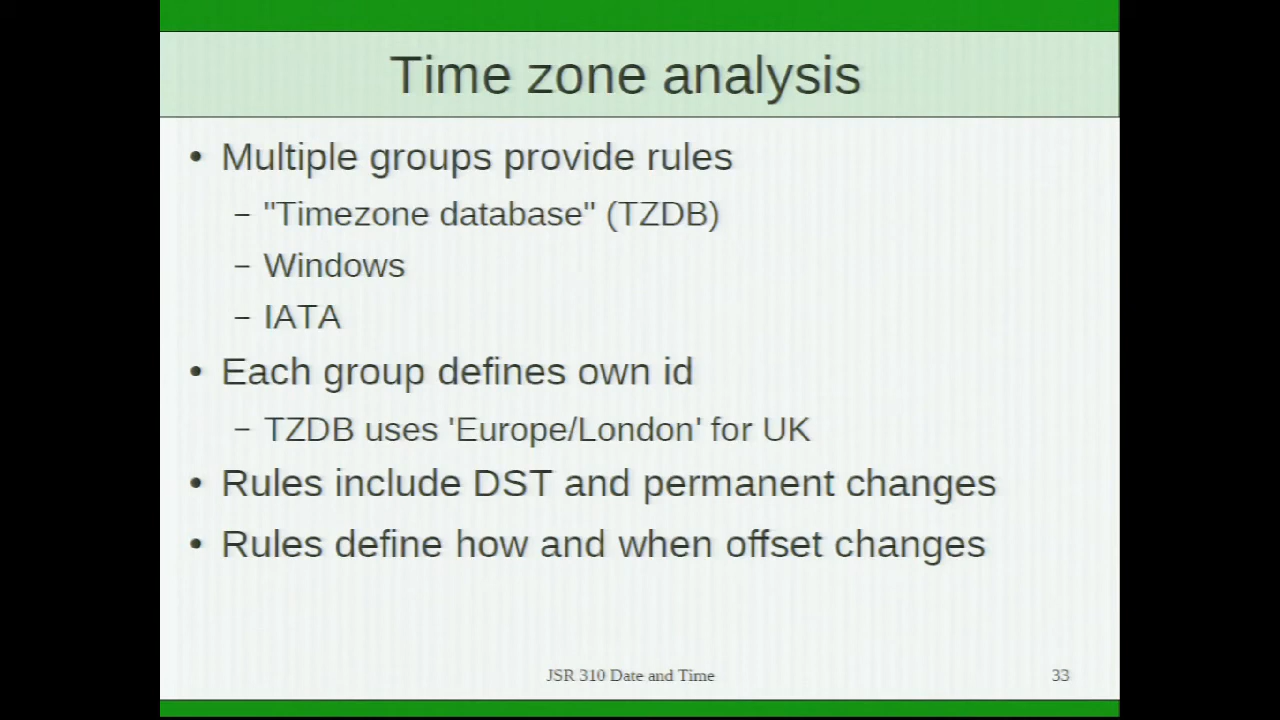 Time zone analysis
• Multiple groups provide rules
– "Timezone database" (TZDB)
– Windows
– IATA
• Each group defines own id
– TZDB uses 'Europe/London' for UK
• Rules include DST and permanent changes
• Rules define how and when offset changes
JSR 310 Date and Time
33